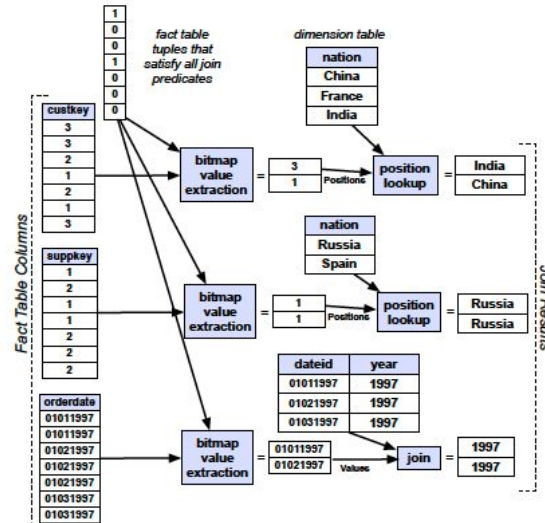 1
0
0
1
0
0
0
fact table
tuples that
satisfy all join
predicates
dimension table
nation
China
France
India
Fact Table Columns
custkey
3
3
2
1
2
1
3
bitmap
value
extraction
=
3
1
Positions
position
lookup
=
India
China
nation
Russia
Spain
suppkey
1
2
1
1
2
2
2
bitmap
value
extraction
=
1
1
Positions
position
lookup
=
Russia
Russia
dateid year
01011997 1997
01021997 1997
01031997 1997
orderdate
01011997
01011997
01021997
01021997
01021997
01031997
01031997
bitmap
value
extraction
=
01011997
01021997
Values
join
=
1997
1997